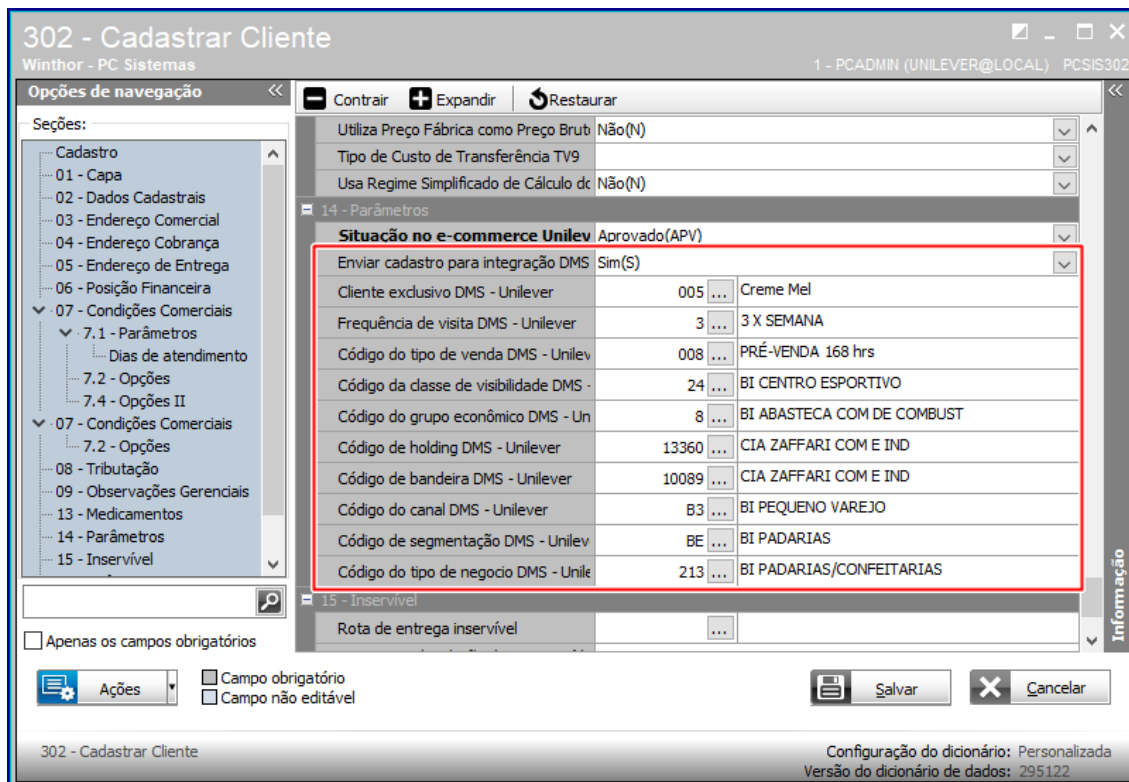 302 - Cadastrar Cliente
Winthor - PC Sistemas
1 - PCADMIN (UNILEVER@LOCAL) PCSIS302
Opções de navegação
Seções:
Cadastro
01 - Capa
02 - Dados Cadastrais
03 - Endereço Comercial
04 - Endereço Cobrança
05 - Endereço de Entrega
06 - Posição Financeira
07 - Condições Comerciais
7.1 - Parâmetros
Dias de atendimento
7.2 - Opções
7.4 - Opções II
07 - Condições Comerciais
7.2 - Opções
08 - Tributação
09 - Observações Gerenciais
13 - Medicamentos
14 - Parâmetros
15 - Inservível
Apenas os campos obrigatórios
Contrair Expandir Restaurar
Utiliza Preço Fábrica como Preço Brut Não(N)
Tipo de Custo de Transferência TV9
Usa Regime Simplificado de Cálculo dc Não(N)
14 - Parâmetros
Situação no e-commerce Unilev Aprovado(APV)
Enviar cadastro para integração DMS Sim(S)
Cliente exclusivo DMS - Unilever 005 ... Creme Mel
Frequência de visita DMS - Unilever 3 ... 3 X SEMANA
Código do tipo de venda DMS - Unilev 008 ... PRÉ-VENDA 168 hrs
Código da classe de visibilidade DMS - 24 ... BI CENTRO ESPORTIVO
Código do grupo econômico DMS - Un 8 ... BI ABASTECA COM DE COMBUST
Código de holding DMS - Unilever 13360 ... CIA ZAFFARI COM E IND
Código de bandeira DMS - Unilever 10089 ... CIA ZAFFARI COM E IND
Código do canal DMS - Unilever B3 ... BI PEQUENO VAREJO
Código de segmentação DMS - Unilev BE ... BI PADARIAS
Código do tipo de negocio DMS - Unile 213 ... BI PADARIAS/CONFEITARIAS
15 - Inservível
Rota de entrega inservível ...
Informação
Ações
Campo obrigatório
Campo não editável
Salvar
Cancelar
302 - Cadastrar Cliente
Configuração do dicionário: Personalizada
Versão do dicionário de dados: 295122